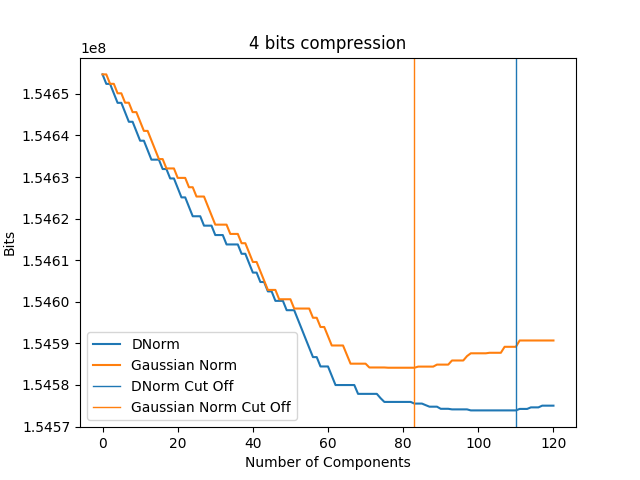 4 bits compression
1e8
1.5465
1.5464
1.5463
1.5462
1.5461
1.5460
1.5459
1.5458
1.5457
Bits
DNorm
Gaussian Norm
DNorm Cut Off
Gaussian Norm Cut Off
0 20 40 60 80 100 120
Number of Components